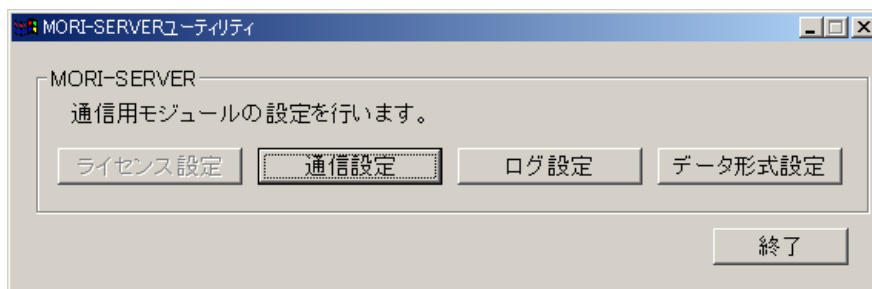 MORI-SERVERユーティリティ
MORI-SERVER
通信用モジュールの設定を行います。
ライセンス設定 通信設定 ログ設定 データ形式設定
終了